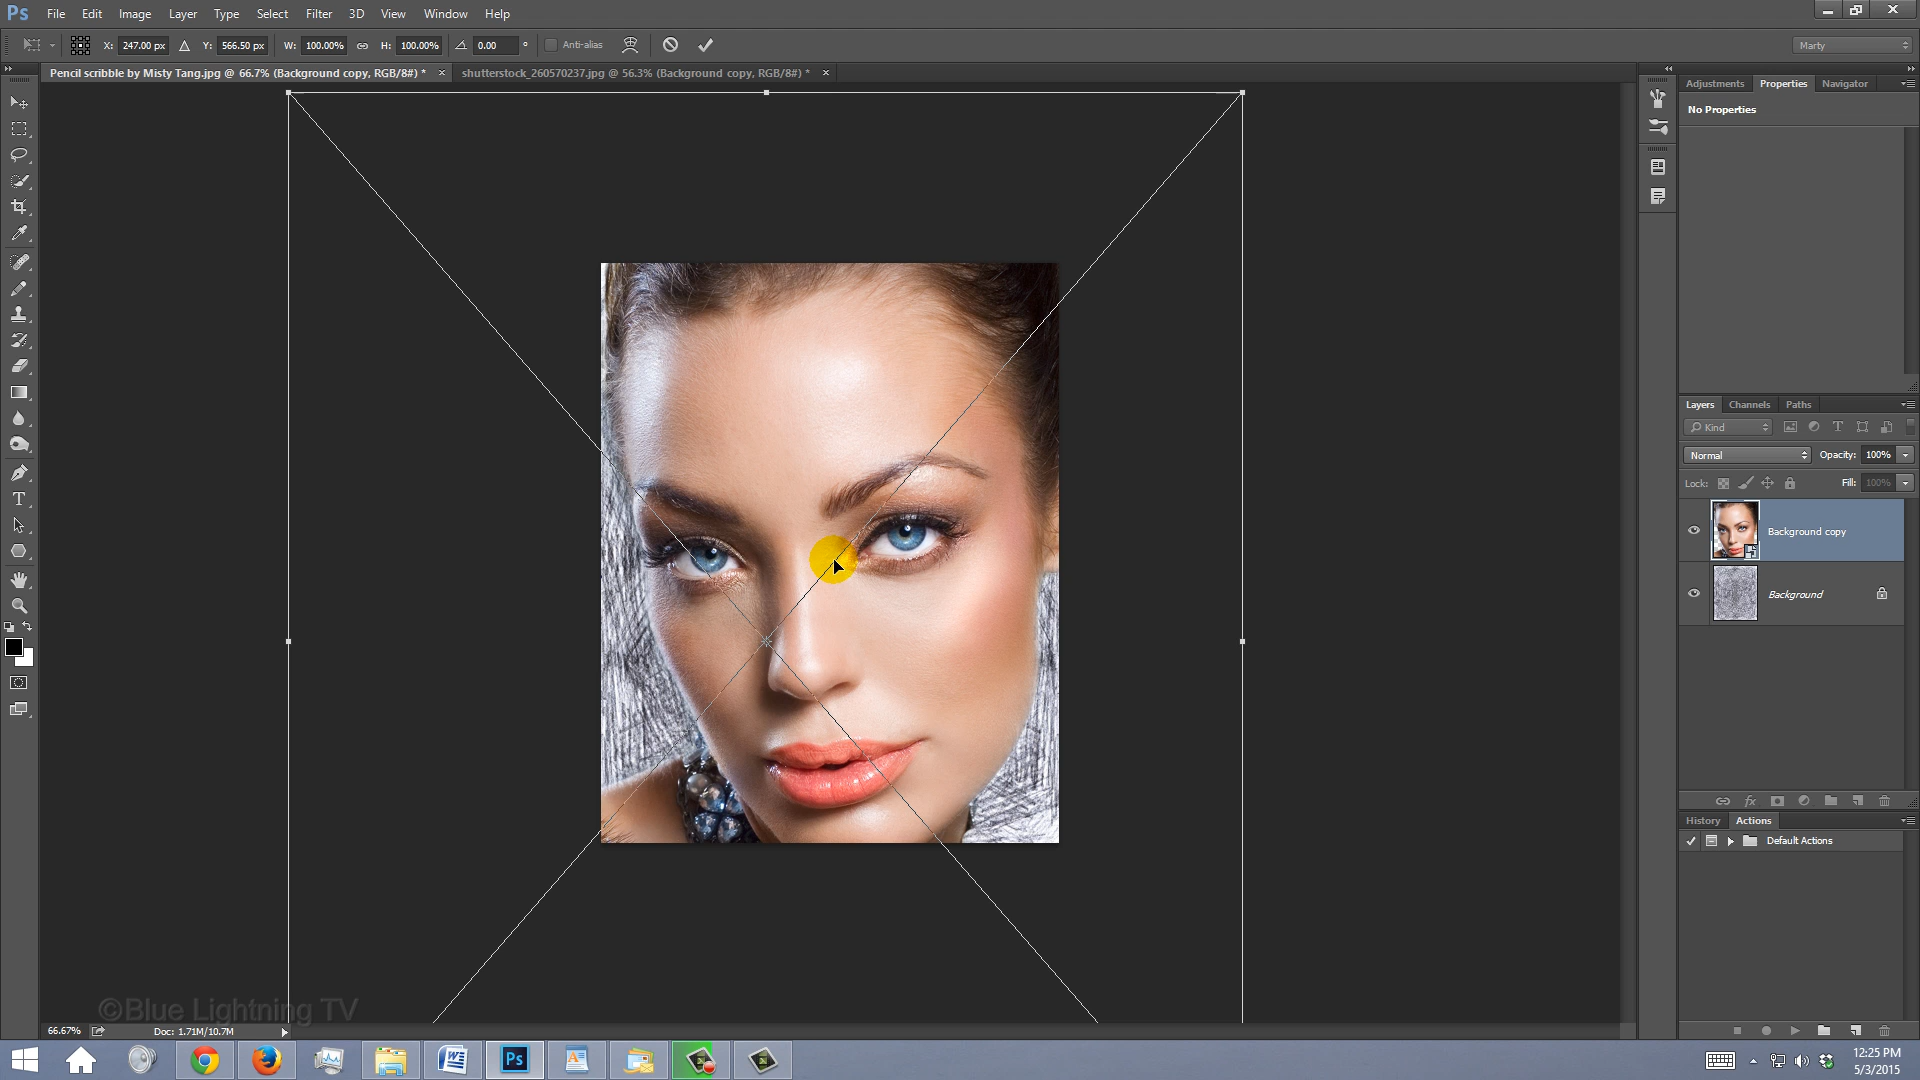 Ps File Edit Image Layer Type Select Filter 3D View Window Help
X: 247.00 px Y: 566.50 px W: 100.00% H: 100.00% 0.00 ° Anti-alias Marty
Pencil scribble by Misty Tang.jpg @ 66.7% (Background copy, RGB/8#) * × shutterstock_260570237.jpg @ 56.3% (Background copy, RGB/8#) * ×
Adjustments Properties Navigator
No Properties
Layers Channels Paths
Kind
Normal Opacity: 100%
Lock: Fill: 100%
Background copy
Background
History Actions
Default Actions
©Blue Lightning TV
66.67% Doc: 1.71M/10.7M
Ps
12:25 PM
5/3/2015